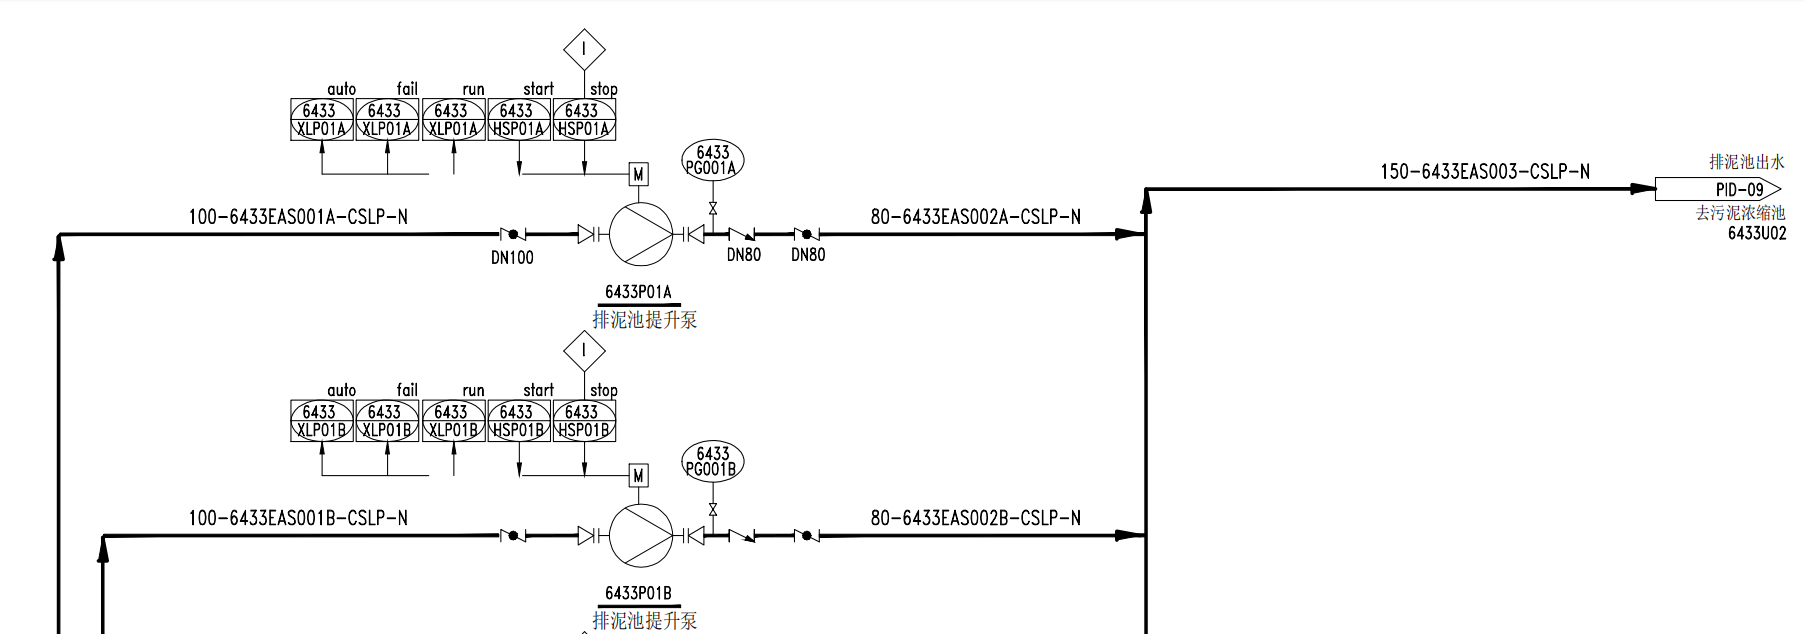 I
auto fail run start stop
6433 6433 6433 6433 6433
XLP01A XLP01A XLP01A HSP01A HSP01A
6433
PG001A
M
150-6433EAS003-CSLP-N
排泥池出水
PID-09
去污泥浓缩池
6433U02
100-6433EAS001A-CSLP-N
80-6433EAS002A-CSLP-N
DN100
DN80 DN80
6433P01A
排泥池提升泵
I
auto fail run start stop
6433 6433 6433 6433 6433
XLP01B XLP01B XLP01B HSP01B HSP01B
6433
PG001B
M
100-6433EAS001B-CSLP-N
80-6433EAS002B-CSLP-N
6433P01B
排泥池提升泵